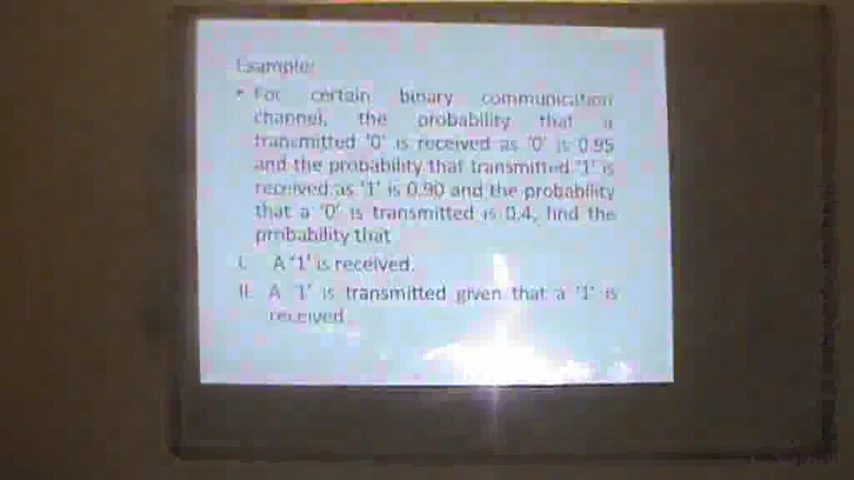 Example:
• For certain binary communication
channel, the probability that a
transmitted '0' is received as '0' is 0.95
and the probability that transmitted '1' is
received as '1' is 0.90 and the probability
that a '0' is transmitted is 0.4, find the
probability that
I. A '1' is received.
II. A '1' is transmitted given that a '1' is
received